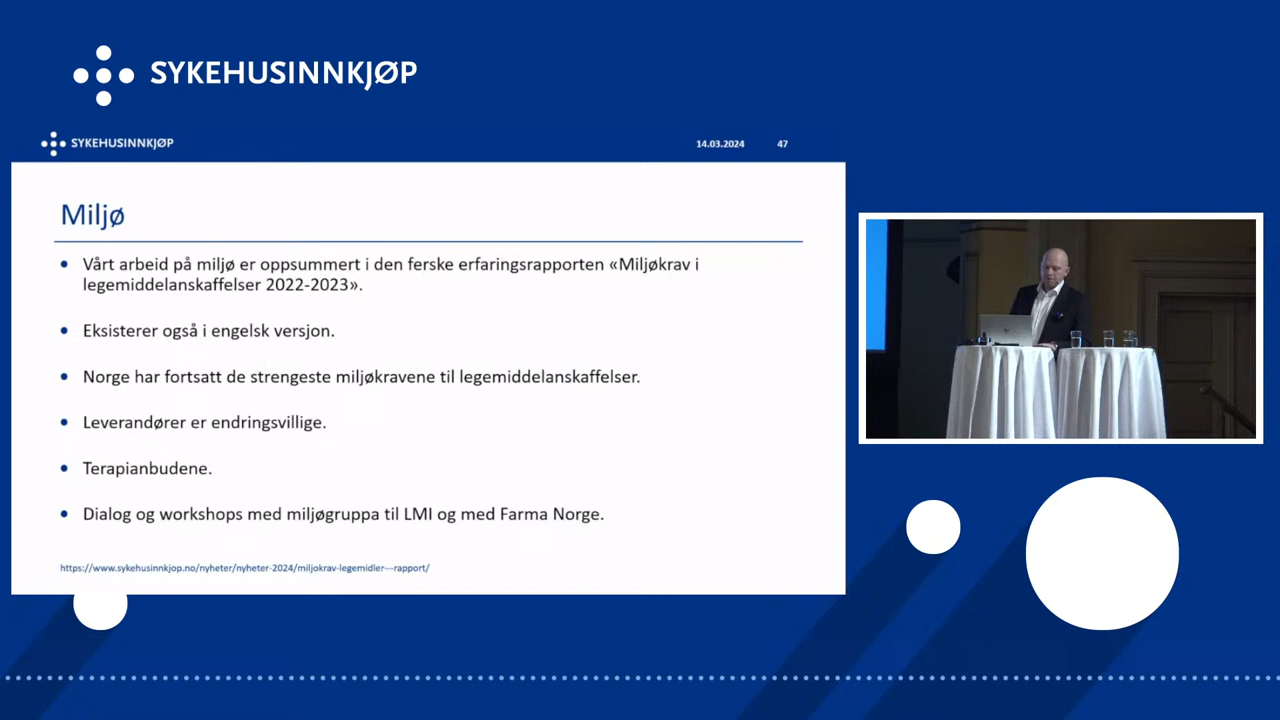 SYKEHUSINNKJØP
SYKEHUSINNKJØP
14.03.2024
47
Miljø
Vårt arbeid på miljø er oppsummert i den ferske erfaringsrapporten «Miljøkrav i
legemiddelanskaffelser 2022-2023».
Eksisterer også i engelsk versjon.
Norge har fortsatt de strengeste miljøkravene til legemiddelanskaffelser.
Leverandører er endringsvillige.
Terapianbudene.
Dialog og workshops med miljøgruppa til LMI og med Farma Norge.
https://www.sykehusinnkjop.no/nyheter/nyheter-2024/miljokrav-legemidler---rapport/